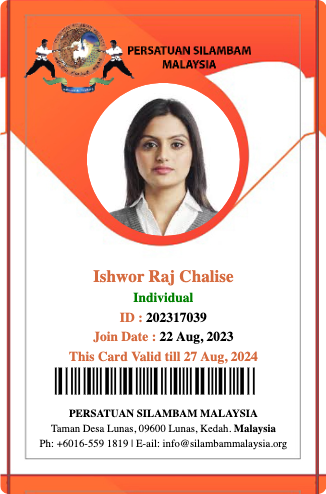 PERSATUAN SILAMBAM
MALAYSIA
Ishwor Raj Chalise
Individual
ID : 202317039
Join Date : 22 Aug, 2023
This Card Valid till 27 Aug, 2024
PERSATUAN SILAMBAM MALAYSIA
Taman Desa Lunas, 09600 Lunas, Kedah. Malaysia
Ph: +6016-559 1819 | E-ail: info@silambammalaysia.org